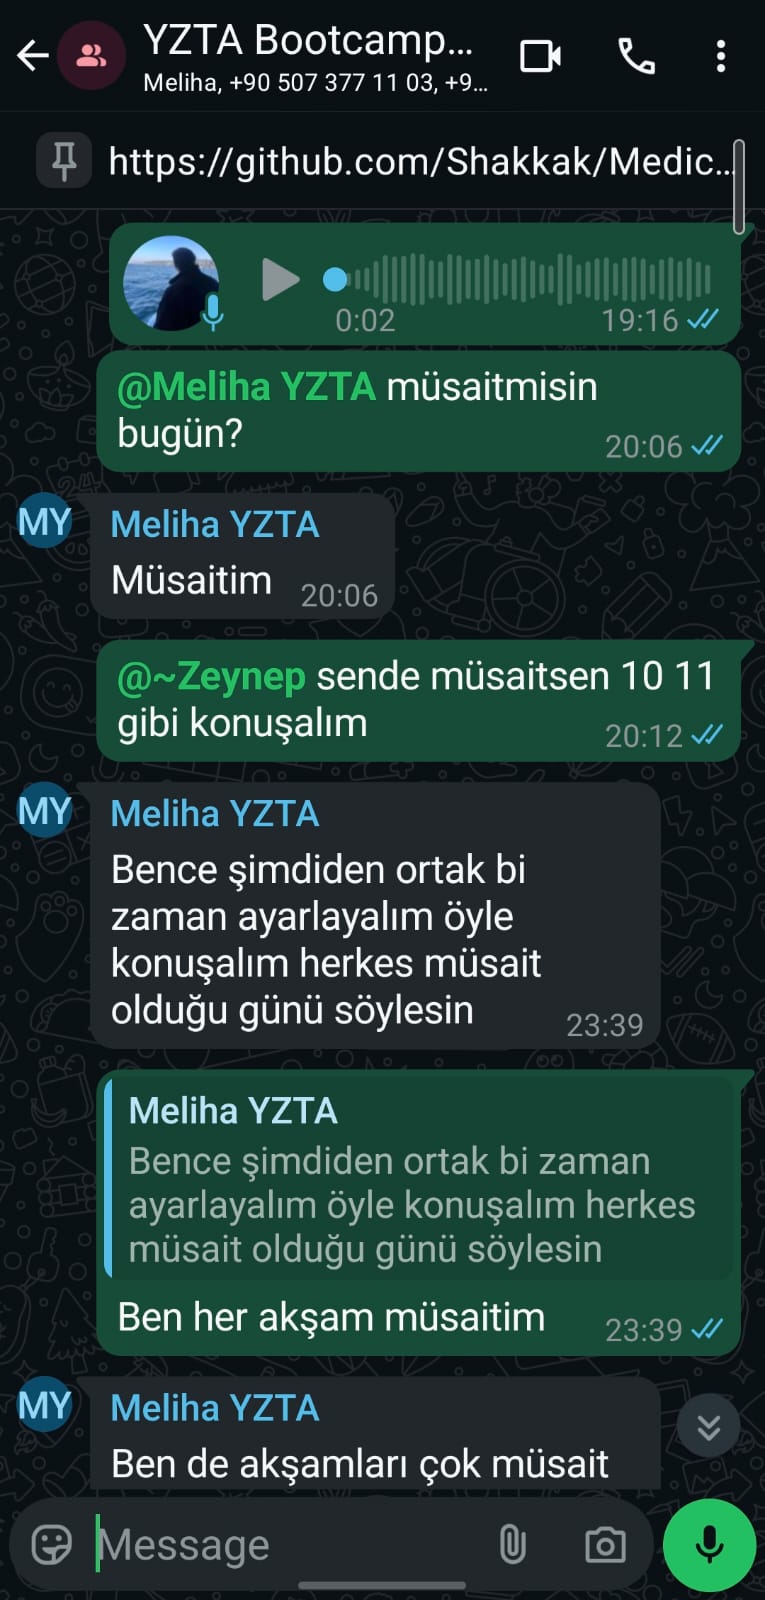 YZTA Bootcamp...
Meliha, +90 507 377 11 03, +9...
https://github.com/Shakkak/Medic...
0:02
19:16
@Meliha YZTA müsaitmisin
bugün?
20:06
MY
Meliha YZTA
Müsaitim
20:06
@~Zeynep sende müsaitsen 10 11
gibi konuşalım
20:12
MY
Meliha YZTA
Bence şimdiden ortak bi
zaman ayarlayalım öyle
konuşalım herkes müsait
olduğu günü söylesin
23:39
Meliha YZTA
Bence şimdiden ortak bi zaman
ayarlayalım öyle konuşalım herkes
müsait olduğu günü söylesin
Ben her akşam müsaitim
23:39
MY
Meliha YZTA
Ben de akşamları çok müsait
Message